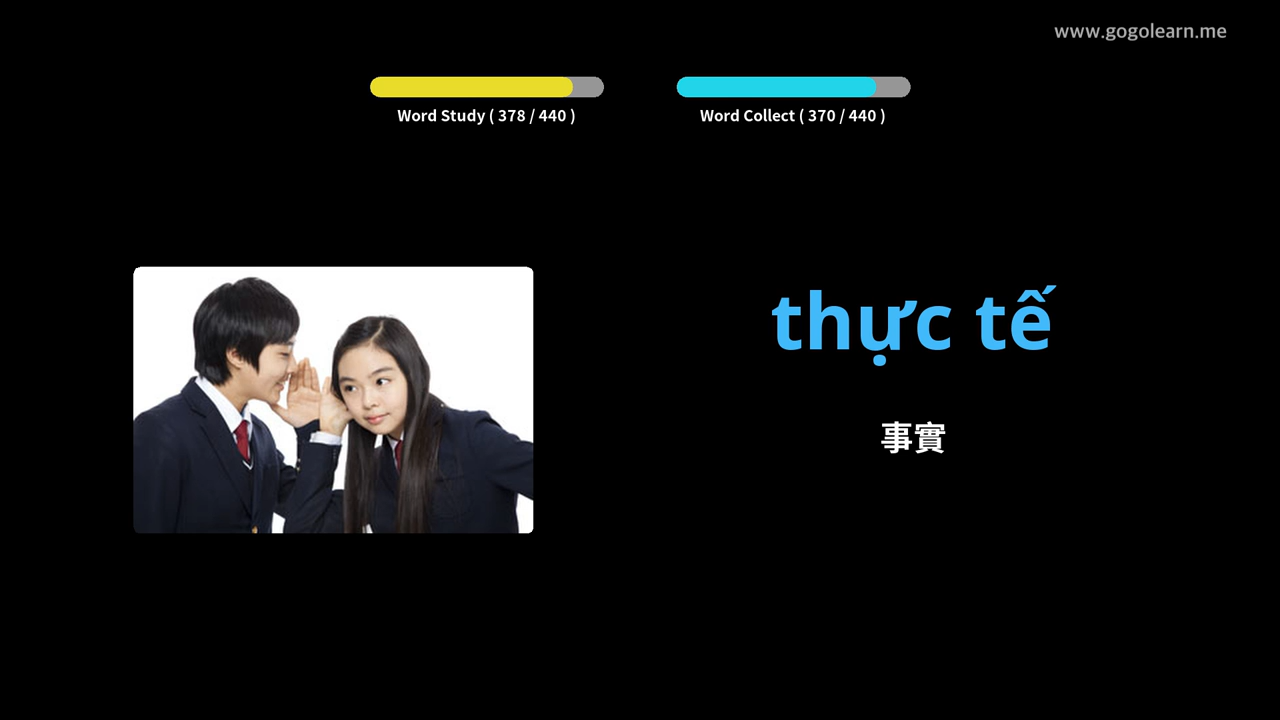 www.gogolearn.me
Word Study ( 378 / 440 )
Word Collect ( 370 / 440 )
thực tế
事實